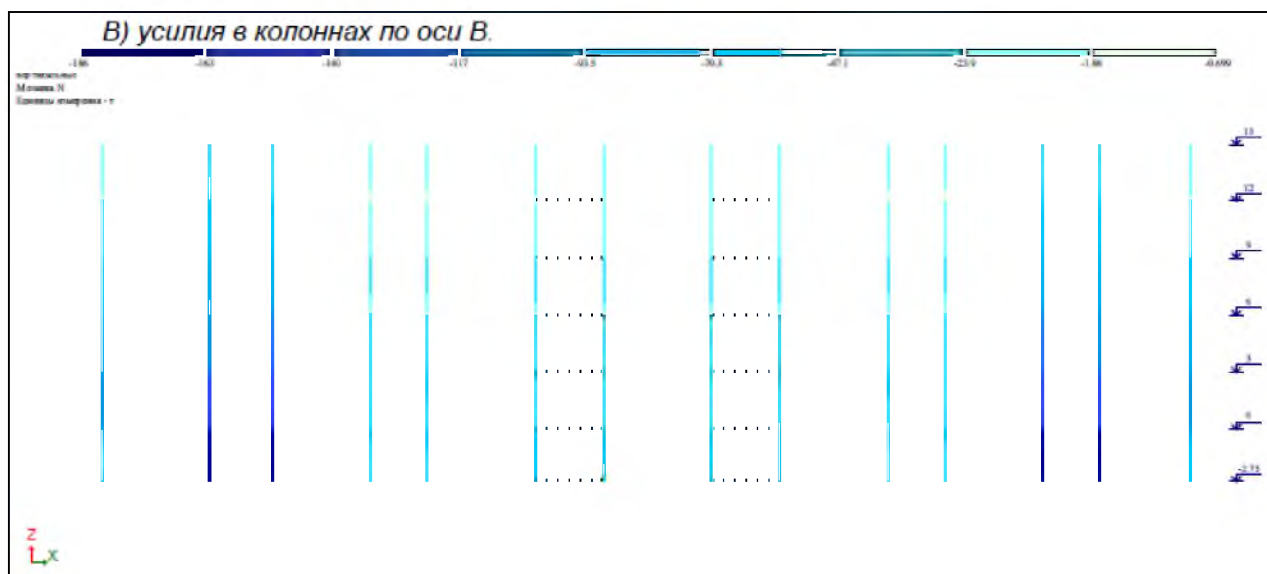 В) усилия в колоннах по оси В.
-186 -163 -140 -117 -93.5 -70.3 -47.1 -23.9 -1.86 -0.699
Мозаика N
Единицы измерения - т
15
12
9
6
3
0
-2.75
Z
X